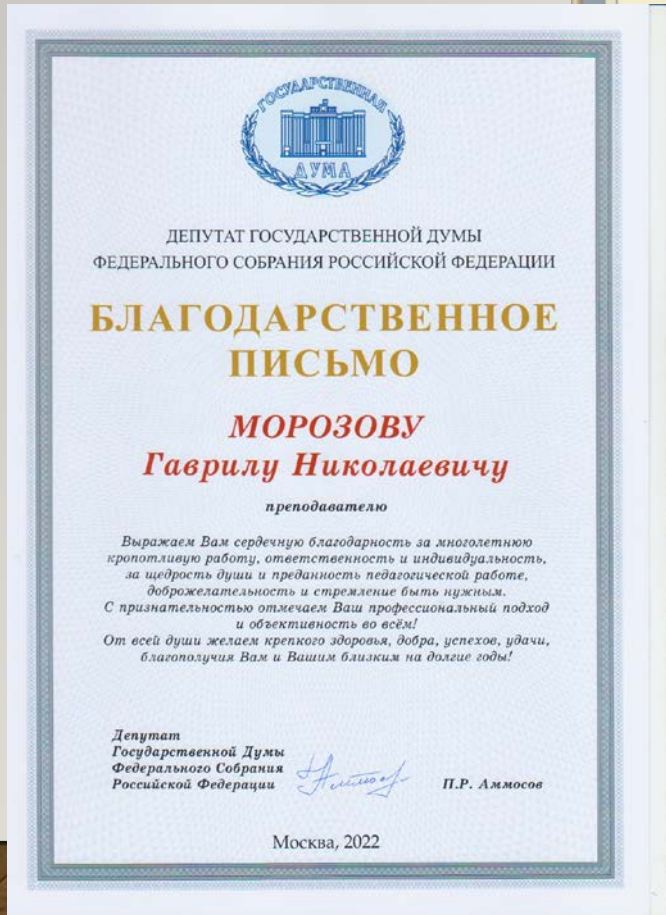 ГОСУДАРСТВЕННАЯ
ДУМА
ДЕПУТАТ ГОСУДАРСТВЕННОЙ ДУМЫ
ФЕДЕРАЛЬНОГО СОБРАНИЯ РОССИЙСКОЙ ФЕДЕРАЦИИ
БЛАГОДАРСТВЕННОЕ
ПИСЬМО
МОРОЗОВУ
Гаврилу Николаевичу
преподавателю
Выражаем Вам сердечную благодарность за многолетнюю
кропотливую работу, ответственность и индивидуальность,
за щедрость души и преданность педагогической работе,
доброжелательность и стремление быть нужным.
С признательностью отмечаем Ваш профессиональный подход
и объективность во всём!
От всей души желаем крепкого здоровья, добра, успехов, удачи,
благополучия Вам и Вашим близким на долгие годы!
Депутат
Государственной Думы
Федерального Собрания
Российской Федерации
П.Р. Аммосов
Москва, 2022